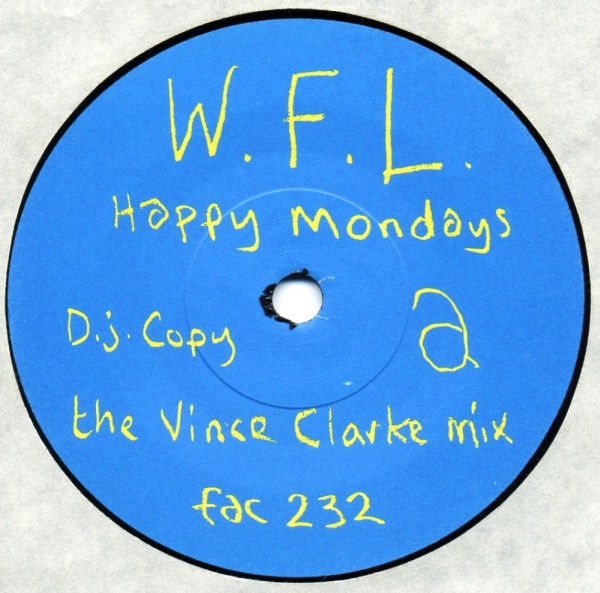 W.F.L.
Happy Mondays
D.j. Copy a
the Vince Clarke mix
fac 232